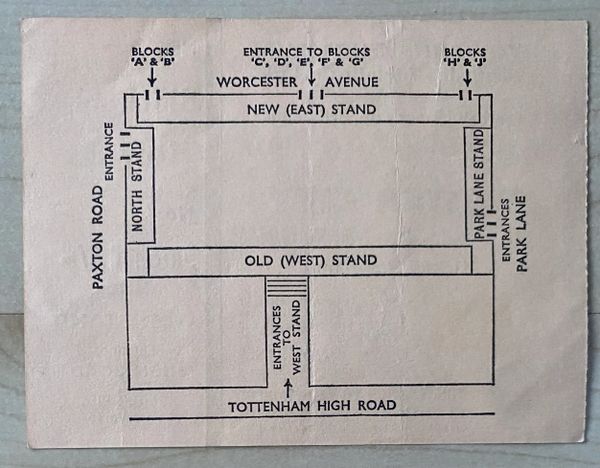 BLOCKS
'A' & 'B'
ENTRANCE TO BLOCKS
'C', 'D', 'E', 'F' & 'G'
BLOCKS
'H' & 'J'
WORCESTER AVENUE
NEW (EAST) STAND
PAXTON ROAD
ENTRANCE
NORTH STAND
PARK LANE STAND
ENTRANCES
PARK LANE
OLD (WEST) STAND
ENTRANCES
TO
WEST STAND
TOTTENHAM HIGH ROAD